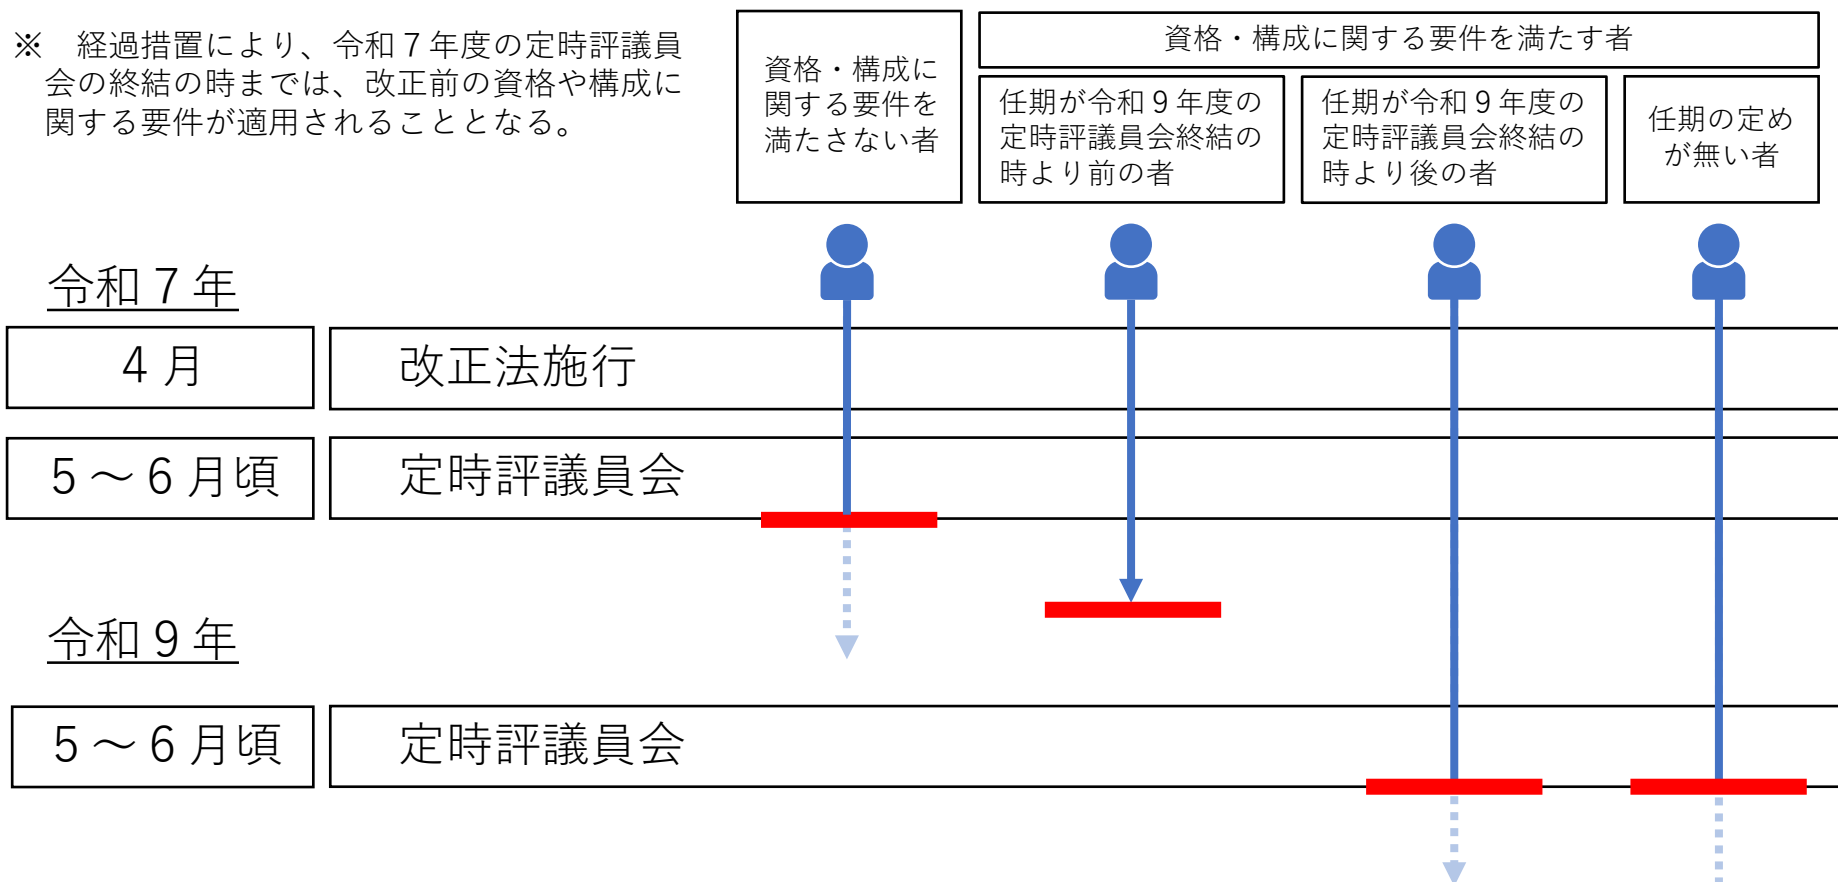 ※　経過措置により、令和７年度の定時評議員
会の終結の時までは、改正前の資格や構成に
関する要件が適用されることとなる。
資格・構成に
関する要件を
満たさない者
資格・構成に関する要件を満たす者
任期が令和９年度の
定時評議員会終結の
時より前の者
任期が令和９年度の
定時評議員会終結の
時より後の者
任期の定め
が無い者
令和７年
４月
改正法施行
５～６月頃
定時評議員会
令和９年
５～６月頃
定時評議員会